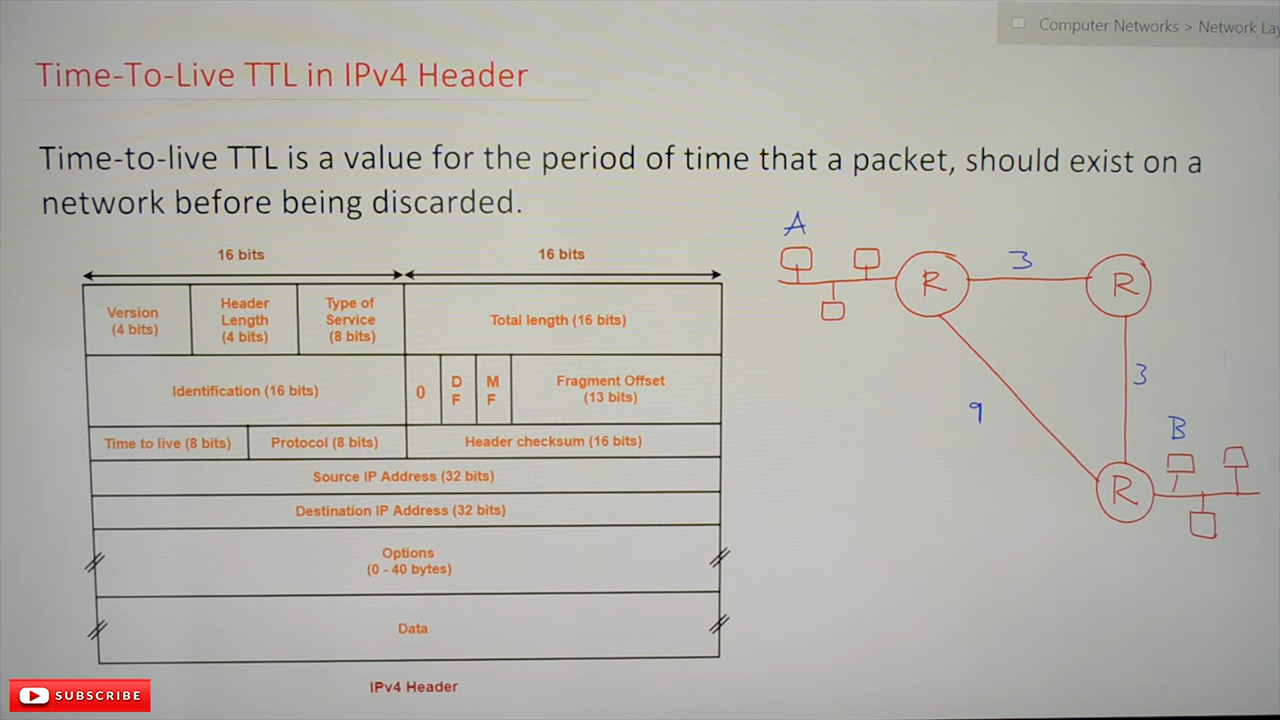 Computer Networks > Network Lay
Time-To-Live TTL in IPv4 Header
Time-to-live TTL is a value for the period of time that a packet, should exist on a
network before being discarded.
16 bits
16 bits
Version
(4 bits)
Header
Length
(4 bits)
Type of
Service
(8 bits)
Total length (16 bits)
Identification (16 bits)
0
D
F
M
F
Fragment Offset
(13 bits)
Time to live (8 bits)
Protocol (8 bits)
Header checksum (16 bits)
Source IP Address (32 bits)
Destination IP Address (32 bits)
Options
(0 - 40 bytes)
Data
IPv4 Header
A
R
3
R
3
9
B
R
SUBSCRIBE